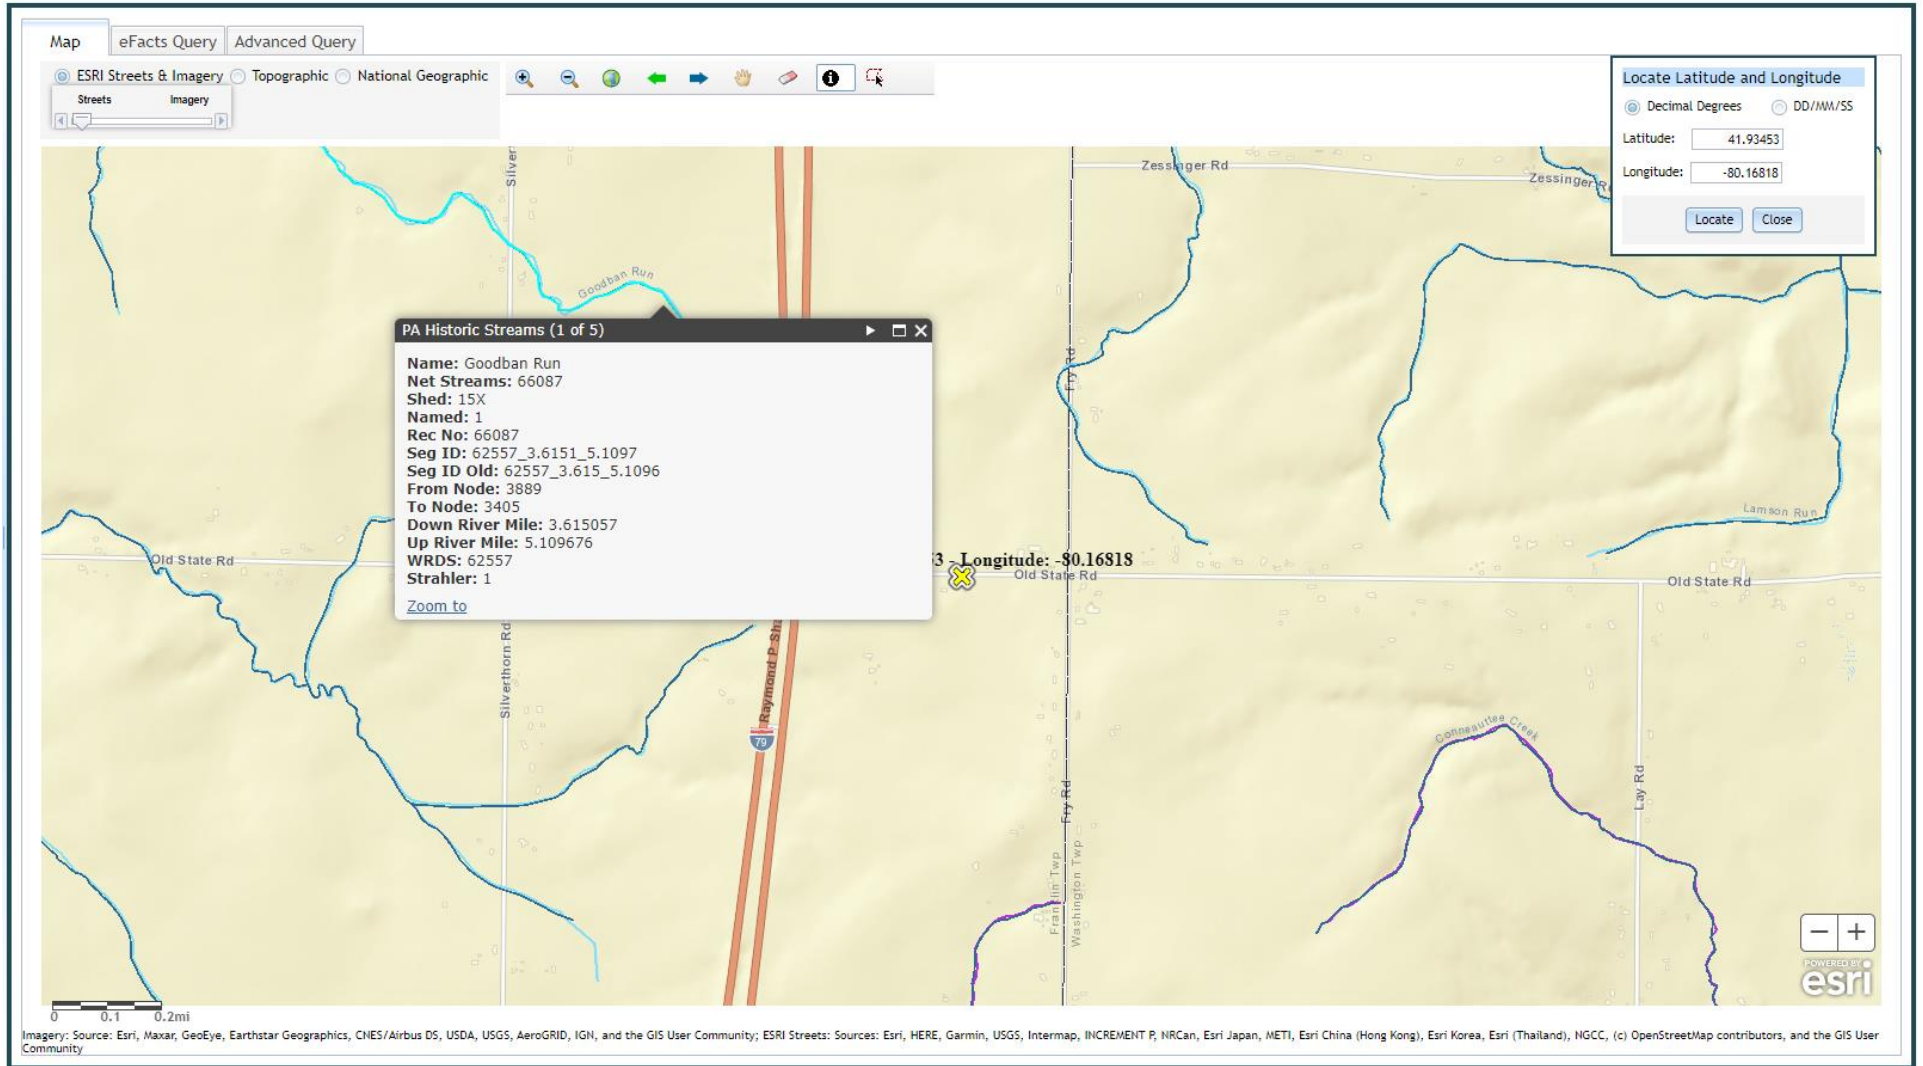 Map eFacts Query Advanced Query
ESRI Streets & Imagery Topographic National Geographic
Streets Imagery
Locate Latitude and Longitude
Decimal Degrees DD/MM/SS
Latitude: 41.93453
Longitude: -80.16818
Locate Close
Silver
Zessinger Rd
Zessinger R
Goodban Run
PA Historic Streams (1 of 5)
Name: Goodban Run
Net Streams: 66087
Shed: 15X
Named: 1
Rec No: 66087
Seg ID: 62557_3.6151_5.1097
Seg ID Old: 62557_3.615_5.1096
From Node: 3889
To Node: 3405
Down River Mile: 3.615057
Up River Mile: 5.109676
WRDS: 62557
Strahler: 1
Zoom to
Fry Rd
Lamson Run
Old State Rd
53 - Longitude: -80.16818
Old State Rd
Old State Rd
Silverthorn Rd
Raymond P Sha
79
Conneauttee Creek
Fry Rd
Lay Rd
Franklin Twp
Washington Twp
POWERED BY
esri
0 0.1 0.2mi
Imagery: Source: Esri, Maxar, GeoEye, Earthstar Geographics, CNES/Airbus DS, USDA, USGS, AeroGRID, IGN, and the GIS User Community; ESRI Streets: Sources: Esri, HERE, Garmin, USGS, Intermap, INCREMENT P, NRCan, Esri Japan, METI, Esri China (Hong Kong), Esri Korea, Esri (Thailand), NGCC, (c) OpenStreetMap contributors, and the GIS User
Community